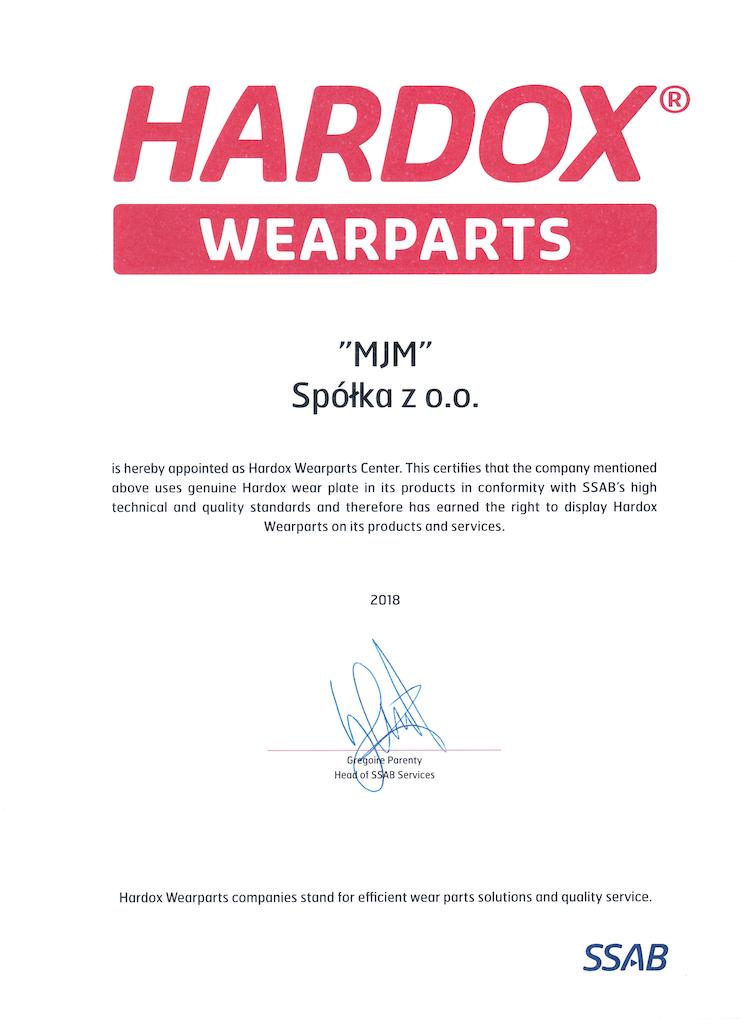 HARDOX®
WEARPARTS
”MJM”
Spółka z o.o.
is hereby appointed as Hardox Wearparts Center. This certifies that the company mentioned
above uses genuine Hardox wear plate in its products in conformity with SSAB's high
technical and quality standards and therefore has earned the right to display Hardox
Wearparts on its products and services.
2018
Gregoire Parenty
Head of SSAB Services
Hardox Wearparts companies stand for efficient wear parts solutions and quality service.
SSAB